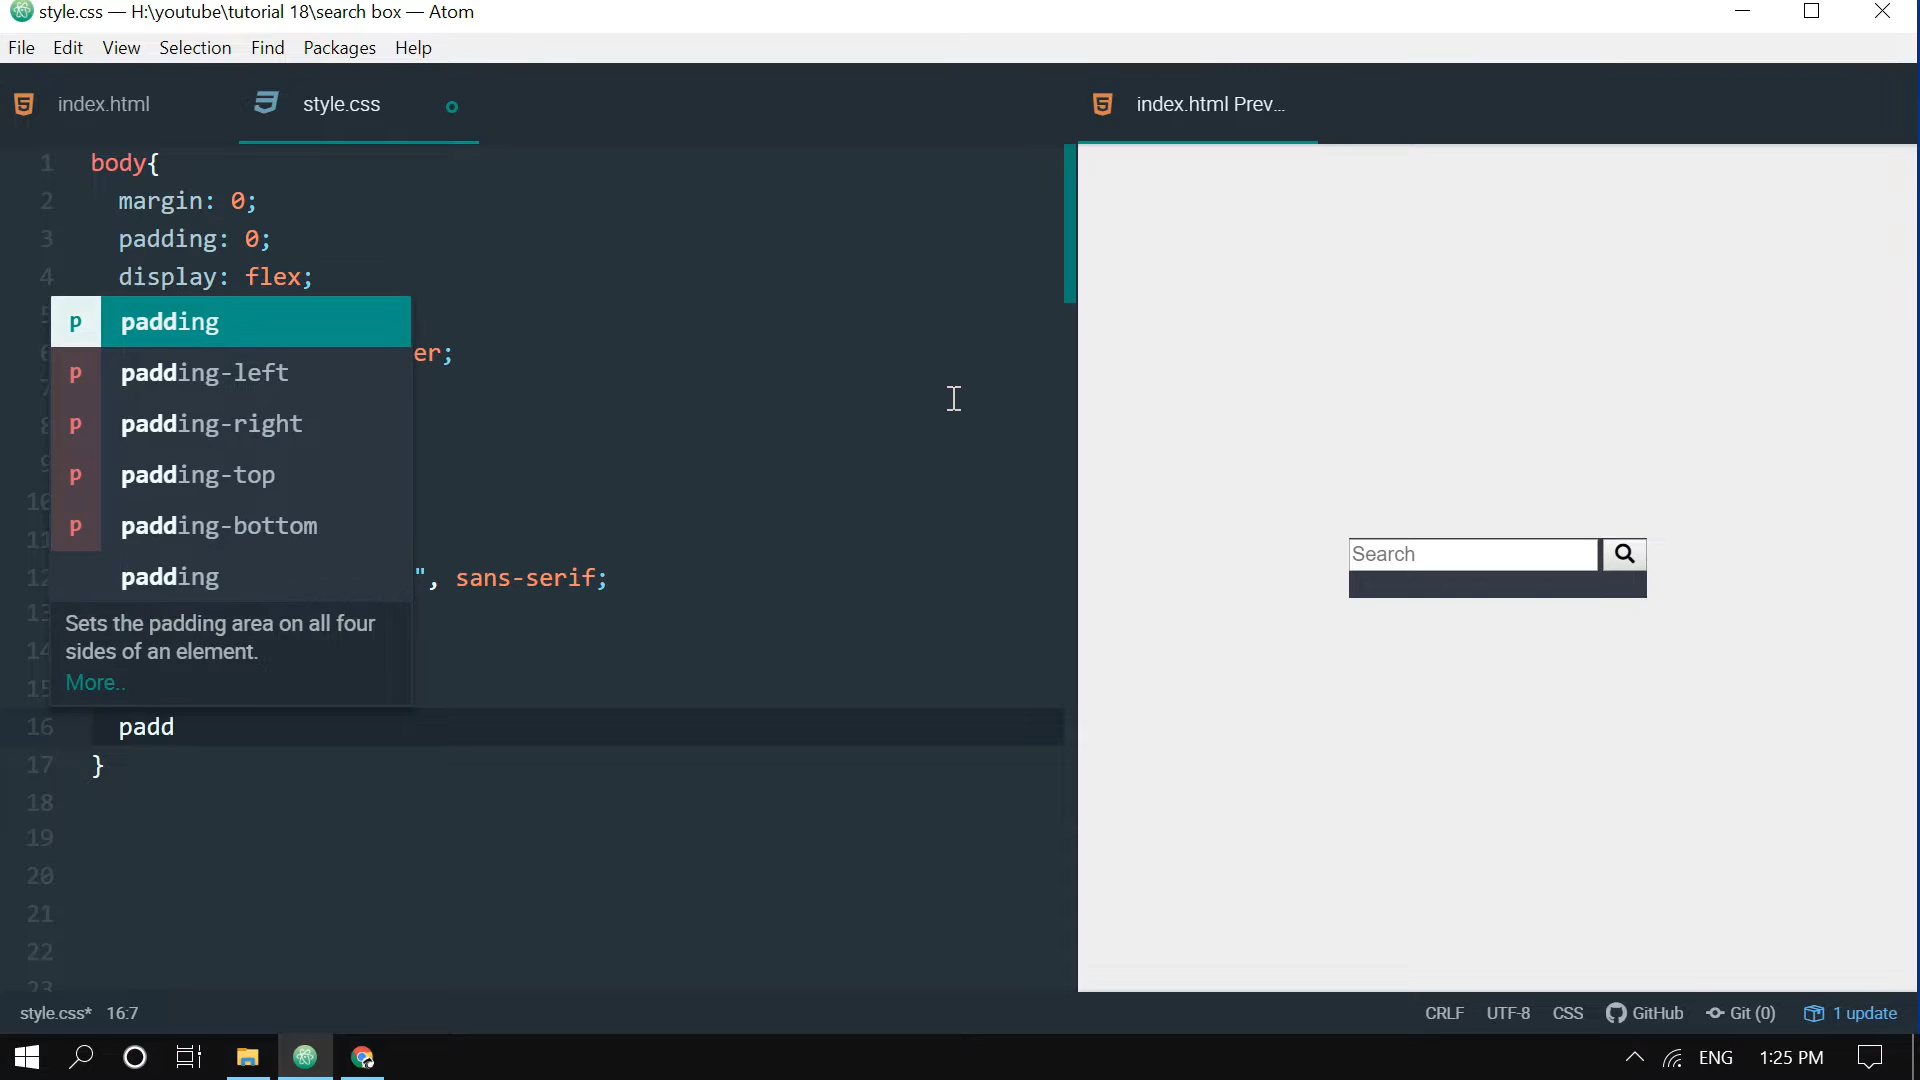 style.css — H:\youtube\tutorial 18\search box — Atom
File Edit View Selection Find Packages Help
index.html
style.css
index.html Prev...
1 body{
2 margin: 0;
3 padding: 0;
4 display: flex;
p padding
er;
p padding-left
p padding-right
p padding-top
p padding-bottom
padding
", sans-serif;
Sets the padding area on all four
sides of an element.
More..
16 padd
17 }
18
19
20
21
22
23
Search
style.css* 16:7
CRLF UTF-8 CSS GitHub Git (0) 1 update
ENG 1:25 PM